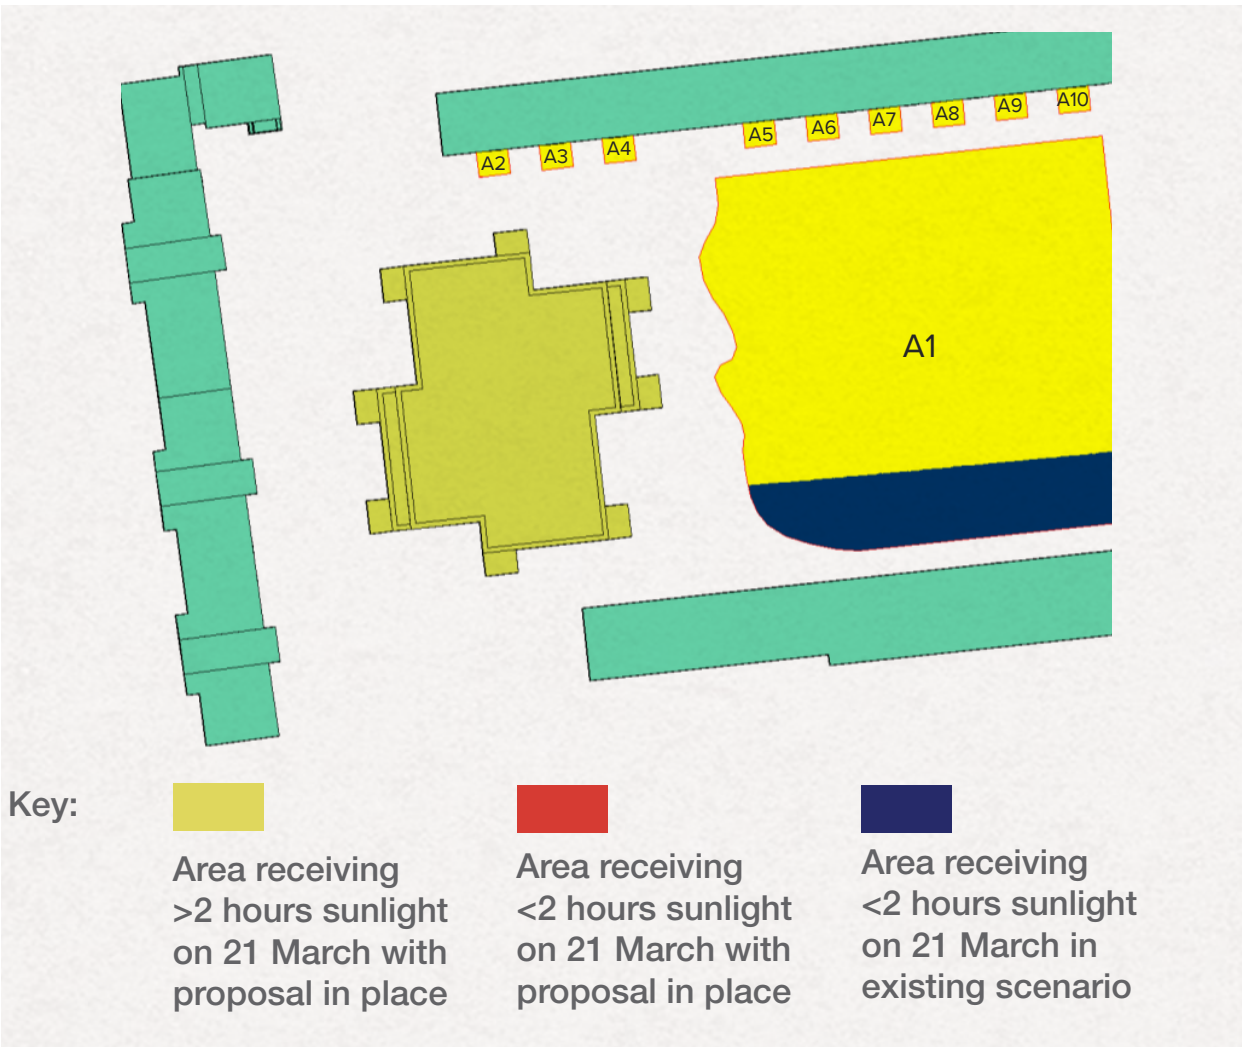 A10
A9
A8
A7
A6
A5
A4
A3
A2
A1
Key:
Area receiving
>2 hours sunlight
on 21 March with
proposal in place
Area receiving
<2 hours sunlight
on 21 March with
proposal in place
Area receiving
<2 hours sunlight
on 21 March in
existing scenario